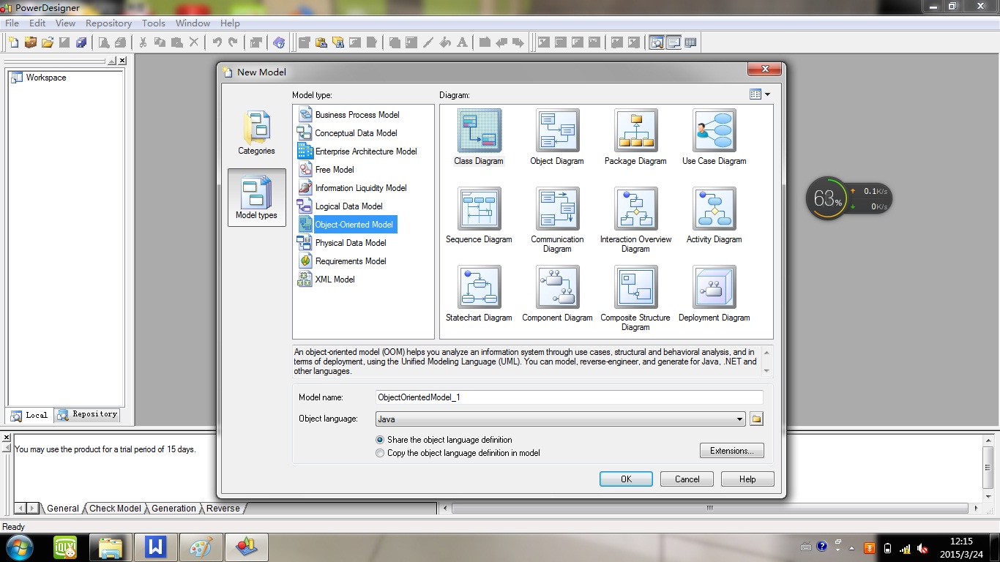 PowerDesigner
File Edit View Repository Tools Window Help
Workspace
Local
Repository
New Model
Categories
Model types
Model type:
Business Process Model
Conceptual Data Model
Enterprise Architecture Model
Free Model
Information Liquidity Model
Logical Data Model
Object-Oriented Model
Physical Data Model
Requirements Model
XML Model
Diagram:
Class Diagram
Object Diagram
Package Diagram
Use Case Diagram
Sequence Diagram
Communication
Diagram
Interaction Overview
Diagram
Activity Diagram
Statechart Diagram
Component Diagram
Composite Structure
Diagram
Deployment Diagram
An object-oriented model (OOM) helps you analyze an information system through use cases, structural and behavioral analysis, and in
terms of deployment, using the Unified Modeling Language (UML). You can model, reverse-engineer, and generate for Java, .NET and
other languages.
Model name: ObjectOrientedModel_1
Object language: Java
Share the object language definition
Copy the object language definition in model
Extensions...
OK Cancel Help
63%
0.1K/s
0K/s
You may use the product for a trial period of 15 days.
General Check Model Generation Reverse
Ready
12:15
2015/3/24